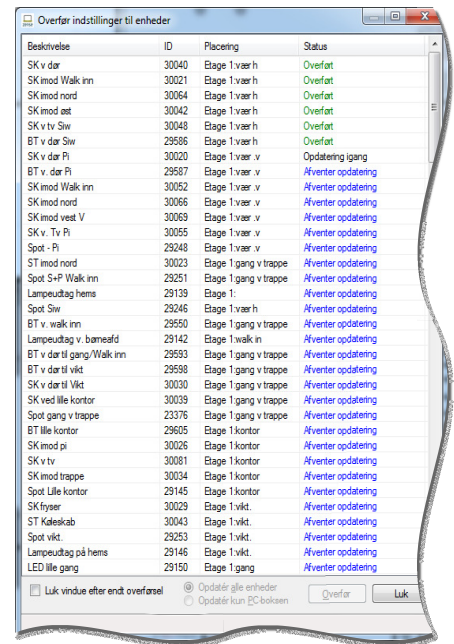 Overfør indstillinger til enheder
Beskrivelse ID Placering Status
SK v dør 30040 Etage 1:vær h Overført
SK imod Walk inn 30021 Etage 1:vær h Overført
SK imod nord 30064 Etage 1:vær h Overført
SK imod øst 30042 Etage 1:vær h Overført
SK v tv Siw 30048 Etage 1:vær h Overført
BT v dør Siw 29586 Etage 1:vær h Overført
SK v dør Pi 30020 Etage 1:vær .v Opdatering igang
BT v. dør Pi 29587 Etage 1:vær .v Afventer opdatering
SK imod Walk inn 30052 Etage 1:vær .v Afventer opdatering
SK imod nord 30066 Etage 1:vær .v Afventer opdatering
SK imod vest V 30069 Etage 1:vær .v Afventer opdatering
SK v. Tv Pi 30055 Etage 1:vær .v Afventer opdatering
Spot - Pi 29248 Etage 1:vær .v Afventer opdatering
ST imod nord 30023 Etage 1:gang v trappe Afventer opdatering
Spot S+P Walk inn 29251 Etage 1:gang v trappe Afventer opdatering
Lampeudtag hems 29139 Etage 1: Afventer opdatering
Spot Siw 29246 Etage 1:vær h Afventer opdatering
BT v. walk inn 29550 Etage 1:gang v trappe Afventer opdatering
Lampeudtag v. børneafd 29142 Etage 1:walk in Afventer opdatering
BT v dør til gang/Walk inn 29593 Etage 1:gang v trappe Afventer opdatering
BT v dør til vikt 29598 Etage 1:gang v trappe Afventer opdatering
SK v dør til Vikt 30030 Etage 1:gang v trappe Afventer opdatering
SK ved lille kontor 30039 Etage 1:gang v trappe Afventer opdatering
Spot gang v trappe 23376 Etage 1:gang v trappe Afventer opdatering
BT lille kontor 29605 Etage 1:kontor Afventer opdatering
SK imod pi 30026 Etage 1:kontor Afventer opdatering
SK v tv 30081 Etage 1:kontor Afventer opdatering
SK imod trappe 30034 Etage 1:kontor Afventer opdatering
Spot Lille kontor 29145 Etage 1:kontor Afventer opdatering
SK fryser 30029 Etage 1:vikt. Afventer opdatering
ST Køleskab 30043 Etage 1:vikt. Afventer opdatering
Spot vikt. 29253 Etage 1:vikt. Afventer opdatering
Lampeudtag på hems 29146 Etage 1:vikt. Afventer opdatering
LED lille gang 29150 Etage 1:gang Afventer opdatering
Luk vindue efter endt overførsel
Opdatér alle enheder
Opdatér kun PC-boksen
Overfør
Luk